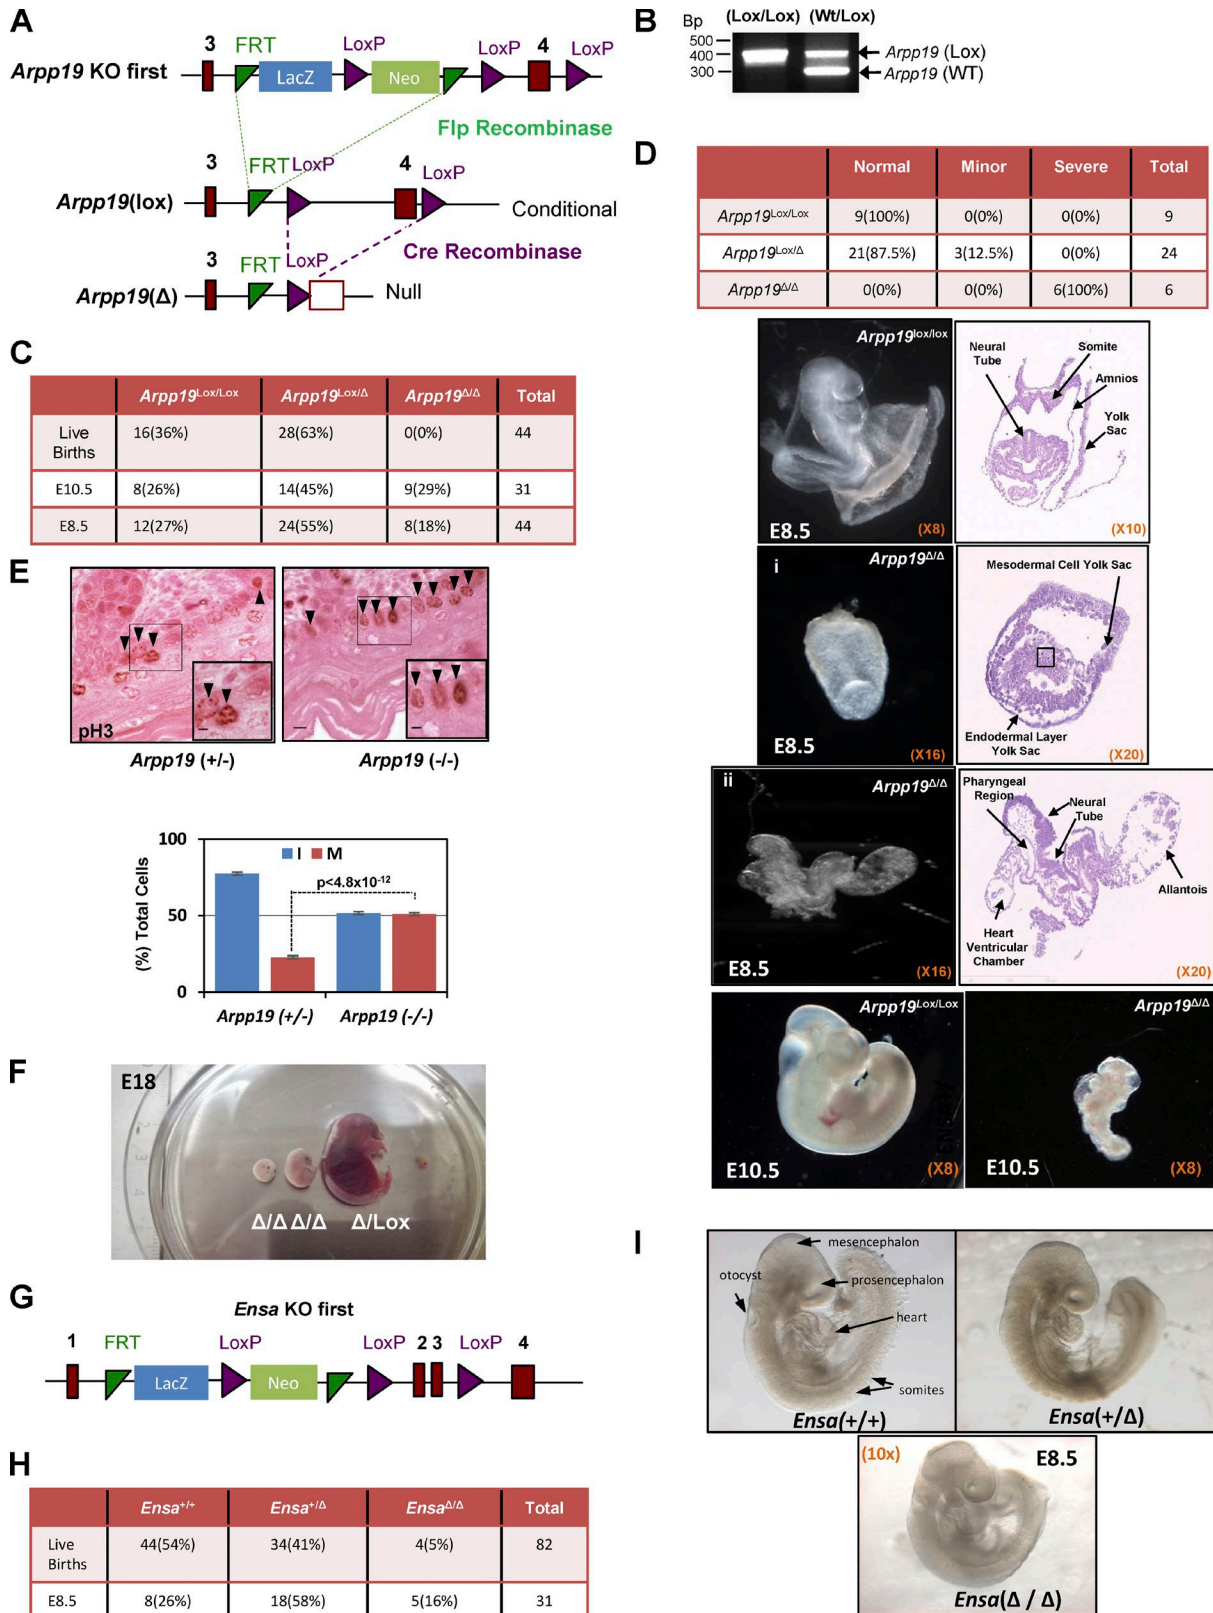 A
3 FRT LoxP LoxP 4 LoxP
Arpp19 KO first
LacZ Neo
Flp Recombinase
3 FRT LoxP 4 LoxP
Arpp19(lox)
Conditional
Cre Recombinase
3 FRT LoxP
Arpp19(Δ)
Null
B
Bp (Lox/Lox) (Wt/Lox)
500
400
300
Arpp19 (Lox)
Arpp19 (WT)
C
Arpp19Lox/Lox Arpp19Lox/Δ Arpp19Δ/Δ Total
Live Births 16(36%) 28(63%) 0(0%) 44
E10.5 8(26%) 14(45%) 9(29%) 31
E8.5 12(27%) 24(55%) 8(18%) 44
D
Normal Minor Severe Total
Arpp19Lox/Lox 9(100%) 0(0%) 0(0%) 9
Arpp19Lox/Δ 21(87.5%) 3(12.5%) 0(0%) 24
Arpp19Δ/Δ 0(0%) 0(0%) 6(100%) 6
Arpp19lox/lox
E8.5
(X8)
Neural Tube
Somite
Amnios
Yolk Sac
(X10)
i
Arpp19Δ/Δ
E8.5
(X16)
Mesodermal Cell Yolk Sac
Endodermal Layer
Yolk Sac
(X20)
ii
Arpp19Δ/Δ
E8.5
(X16)
Pharyngeal
Region
Neural
Tube
Allantois
Heart
Ventricular
Chamber
(X20)
Arpp19Lox/Lox
E10.5
(X8)
Arpp19Δ/Δ
E10.5
(X8)
E
pH3
Arpp19 (+/-) Arpp19 (-/-)
(%) Total Cells
100
50
0
I M
p<4.8x10-12
Arpp19 (+/-) Arpp19 (-/-)
F
E18
Δ/Δ Δ/Δ Δ/Lox
G
Ensa KO first
1 FRT LoxP LoxP 2 3 LoxP 4
LacZ Neo
H
Ensa+/+ Ensa+/Δ EnsaΔ/Δ Total
Live Births 44(54%) 34(41%) 4(5%) 82
E8.5 8(26%) 18(58%) 5(16%) 31
I
mesencephalon
otocyst
prosencephalon
heart
somites
Ensa(+/+)
Ensa(+/Δ)
(10x)
E8.5
Ensa(Δ / Δ)